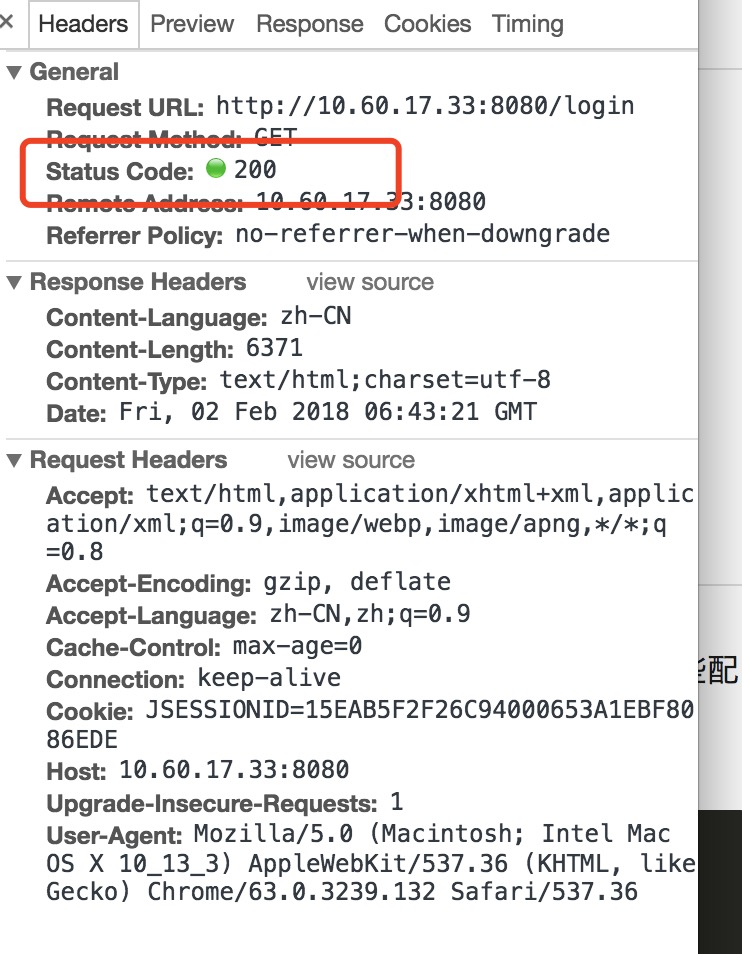 × Headers Preview Response Cookies Timing
▼ General
Request URL: http://10.60.17.33:8080/login
Request Method: GET
Status Code: 200
Remote Address: 10.60.17.33:8080
Referrer Policy: no-referrer-when-downgrade
▼ Response Headers view source
Content-Language: zh-CN
Content-Length: 6371
Content-Type: text/html;charset=utf-8
Date: Fri, 02 Feb 2018 06:43:21 GMT
▼ Request Headers view source
Accept: text/html,application/xhtml+xml,applic
ation/xml;q=0.9,image/webp,image/apng,*/*;q
=0.8
Accept-Encoding: gzip, deflate
Accept-Language: zh-CN,zh;q=0.9
Cache-Control: max-age=0
Connection: keep-alive
配
Cookie: JSESSIONID=15EAB5F2F26C94000653A1EBF80
86EDE
Host: 10.60.17.33:8080
Upgrade-Insecure-Requests: 1
User-Agent: Mozilla/5.0 (Macintosh; Intel Mac
OS X 10_13_3) AppleWebKit/537.36 (KHTML, like
Gecko) Chrome/63.0.3239.132 Safari/537.36